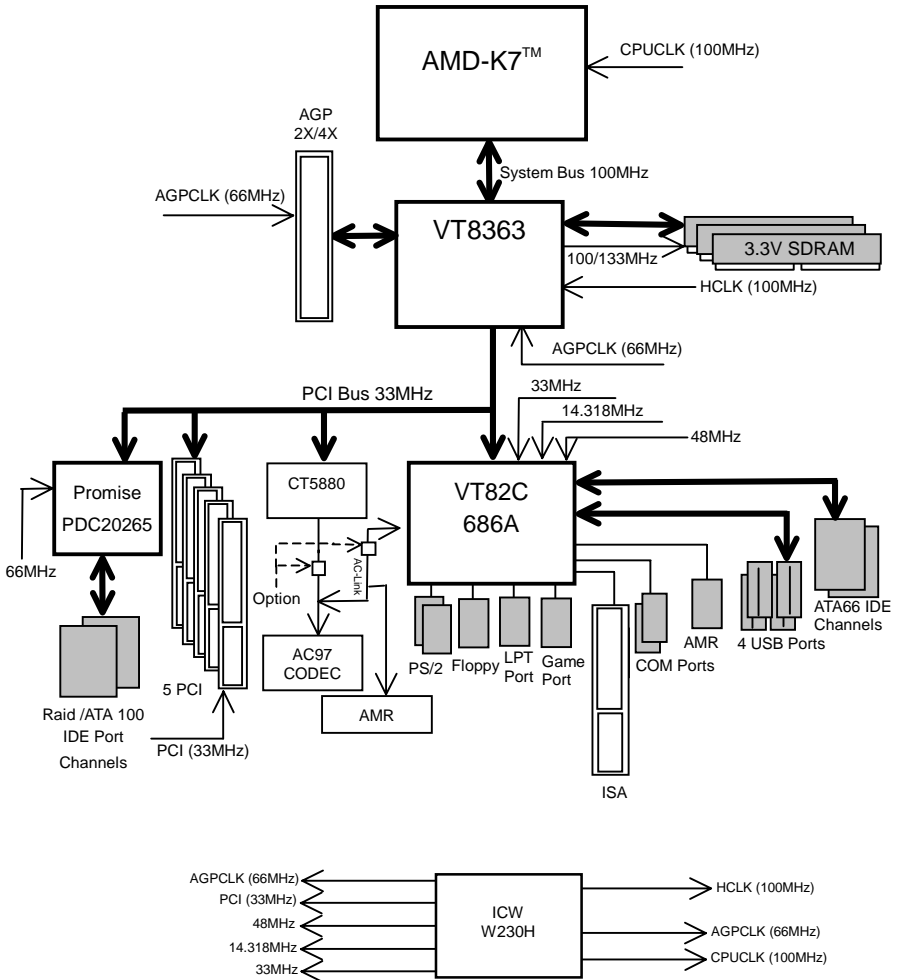 AMD-K7™
CPUCLK (100MHz)
AGP
2X/4X
System Bus 100MHz
AGPCLK (66MHz)
VT8363
3.3V SDRAM
100/133MHz
HCLK (100MHz)
AGPCLK (66MHz)
PCI Bus 33MHz
33MHz
14.318MHz
48MHz
Promise
PDC20265
CT5880
VT82C
686A
66MHz
AC-Link
Option
AC97
CODEC
AMR
5 PCI
Raid /ATA 100
IDE Port
Channels
PCI (33MHz)
PS/2
Floppy
LPT
Port
Game
Port
ISA
COM Ports
AMR
4 USB Ports
ATA66 IDE
Channels
AGPCLK (66MHz)
PCI (33MHz)
48MHz
14.318MHz
33MHz
ICW
W230H
HCLK (100MHz)
AGPCLK (66MHz)
CPUCLK (100MHz)